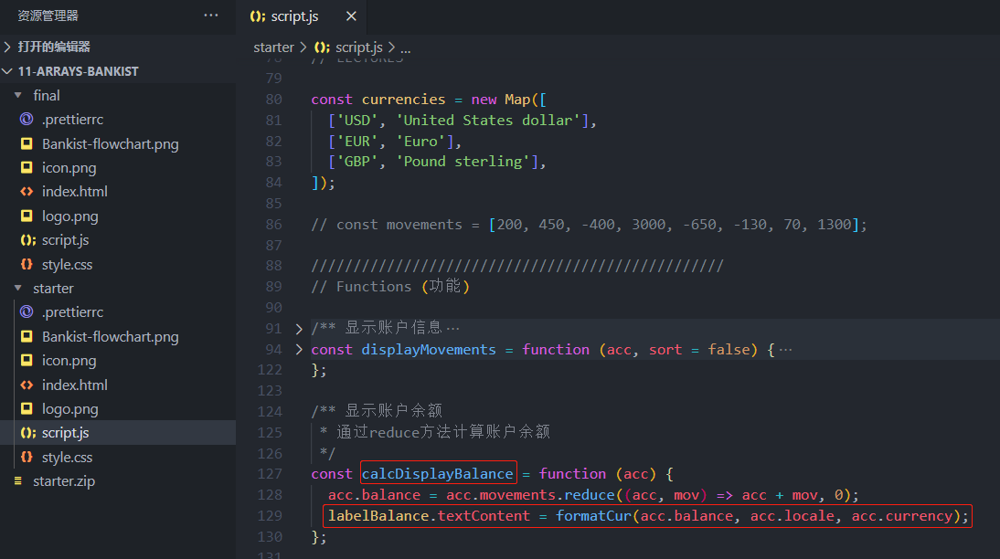 资源管理器
打开的编辑器
11-ARRAYS-BANKIST
final
.prettierrc
Bankist-flowchart.png
icon.png
index.html
logo.png
script.js
style.css
starter
.prettierrc
Bankist-flowchart.png
icon.png
index.html
logo.png
script.js
style.css
starter.zip
script.js
starter > script.js > ...
78 // LECTURES
79
80 const currencies = new Map([
81 ['USD', 'United States dollar'],
82 ['EUR', 'Euro'],
83 ['GBP', 'Pound sterling'],
84 ]);
85
86 // const movements = [200, 450, -400, 3000, -650, -130, 70, 1300];
87
88 /////////////////////////////////////////////////
89 // Functions (功能)
90
91 /** 显示账户信息 ...
94 const displayMovements = function (acc, sort = false) { ...
122 };
123
124 /** 显示账户余额
125 * 通过reduce方法计算账户余额
126 */
127 const calcDisplayBalance = function (acc) {
128 acc.balance = acc.movements.reduce((acc, mov) => acc + mov, 0);
129 labelBalance.textContent = formatCur(acc.balance, acc.locale, acc.currency);
130 };
131